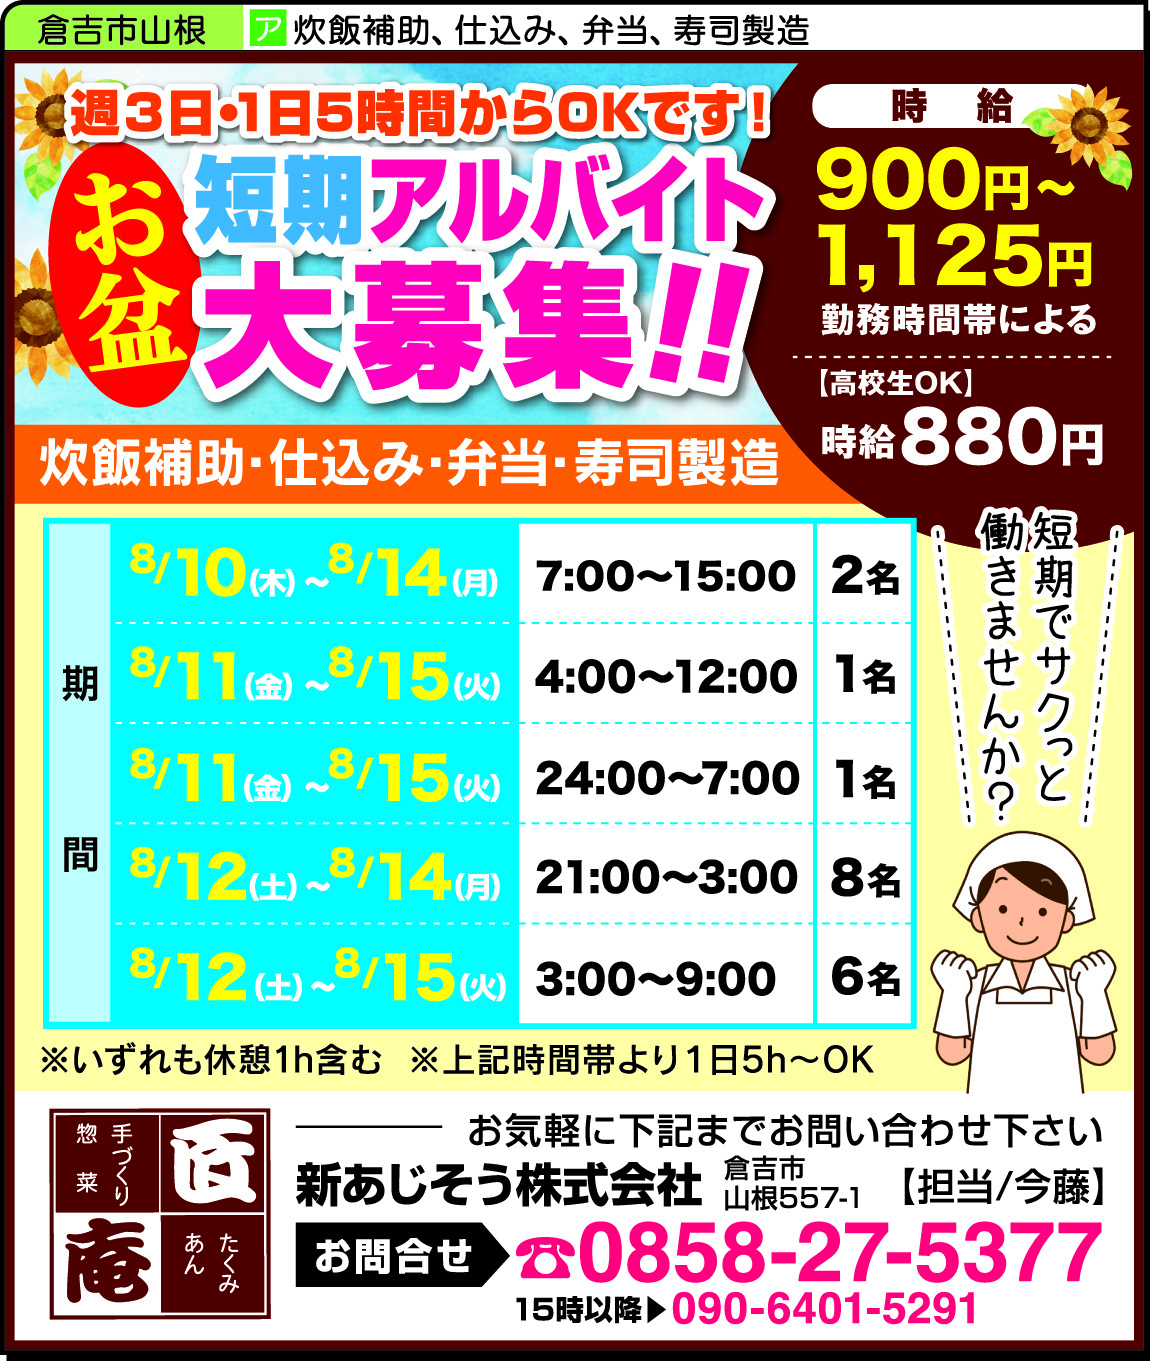 倉吉市山根 ア 炊飯補助、仕込み、弁当、寿司製造
週3日・1日5時間からOKです！
お盆
短期アルバイト
大募集!!
時給
900円～
1,125円
勤務時間帯による
【高校生OK】
時給880円
炊飯補助・仕込み・弁当・寿司製造
期間
8/10(木)～8/14(月) 7:00～15:00 2名
8/11(金)～8/15(火) 4:00～12:00 1名
8/11(金)～8/15(火) 24:00～7:00 1名
8/12(土)～8/14(月) 21:00～3:00 8名
8/12(土)～8/15(火) 3:00～9:00 6名
短期でサクっと
働きませんか？
※いずれも休憩1h含む ※上記時間帯より1日5h～OK
匠
手づくり
惣菜
庵
たくみ
あん
お気軽に下記までお問い合わせ下さい
新あじそう株式会社 倉吉市
山根557-1 【担当/今藤】
お問合せ ☎0858-27-5377
15時以降▶090-6401-5291